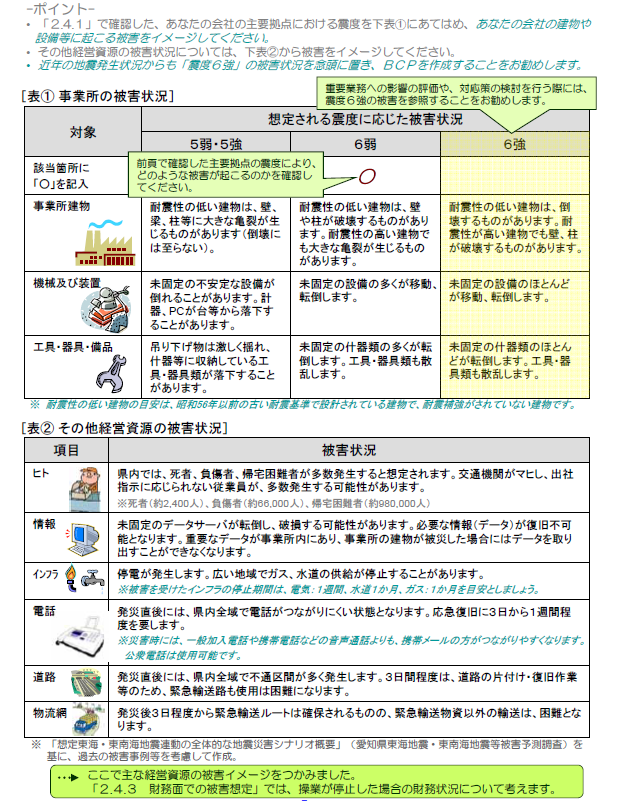 -ポイント-
・ 「2.4.1」で確認した、あなたの会社の主要拠点における震度を下表①にあてはめ、あなたの会社の建物や
設備等に起こる被害をイメージしてください。
・ その他経営資源の被害状況については、下表②から被害をイメージしてください。
・ 近年の地震発生状況からも「震度6強」の被害状況を念頭に置き、BCPを作成することをお勧めします。
重要業務への影響の評価や、対応策の検討を行う際には、
震度6強の被害を参照することをお勧めします。
[表① 事業所の被害状況]
対象
想定される震度に応じた被害状況
5弱・5強
6弱
6強
該当箇所に
「○」を記入
前頁で確認した主要拠点の震度により、
どのような被害が起こるのかを確認し
てください。
○
事業所建物
耐震性の低い建物は、壁、
梁、柱等に大きな亀裂が生
じるものがあります(倒壊に
は至らない)。
耐震性の低い建物は、壁
や柱が破壊するものがあり
ます。耐震性の高い建物で
も大きな亀裂が生じるもの
があります。
耐震性の低い建物は、倒
壊するものがあります。耐
震性が高い建物でも壁、柱
が破壊するものがあります。
機械及び装置
未固定の不安定な設備が
倒れることがあります。計
器、PCが台等から落下す
ることがあります。
未固定の設備の多くが移動、
転倒します。
未固定の設備のほとんど
が移動、転倒します。
工具・器具・備品
吊り下げ物は激しく揺れ、
什器等に収納している工
具・器具類が落下すること
があります。
未固定の什器類の多くが転
倒します。工具・器具類も散
乱します。
未固定の什器類のほとん
どが転倒します。工具・器
具類も散乱します。
※ 耐震性の低い建物の目安は、昭和56年以前の古い耐震基準で設計されている建物で、耐震補強がされていない建物です。
[表② その他経営資源の被害状況]
項目
被害状況
ヒト
県内では、死者、負傷者、帰宅困難者が多数発生すると想定されます。交通機関がマヒし、出社
指示に応じられない従業員が、多数発生する可能性があります。
※死者(約2,400人)、負傷者(約66,000人)、帰宅困難者(約980,000人)
情報
未固定のデータサーバが転倒し、破損する可能性があります。必要な情報(データ)が復旧不可
能となります。重要なデータが事業所内にあり、事業所の建物が被災した場合にはデータを取り
出すことができなくなります。
インフラ
停電が発生します。広い地域でガス、水道の供給が停止することがあります。
※被害を受けたインフラの停止期間は、電気:1週間、水道1か月、ガス:1か月を目安としましょう。
電話
発災直後には、県内全域で電話がつながりにくい状態となります。応急復旧に3日から1週間程
度を要します。
※災害時には、一般加入電話や携帯電話などの音声通話よりも、携帯メールの方がつながりやすくなります。
公衆電話は使用可能です。
道路
発災直後には、県内全域で不通区間が多く発生します。3日間程度は、道路の片付け・復旧作業
等のため、緊急輸送路も使用は困難になります。
物流網
発災後3日程度から緊急輸送ルートは確保されるものの、緊急輸送物資以外の輸送は、困難とな
ります。
※ 「想定東海・東南海地震連動の全体的な地震災害シナリオ概要」(愛知県東海地震・東南海地震等被害予測調査)を
基に、過去の被害事例等を考慮して作成。
ここで主な経営資源の被害イメージをつかみました。
「2.4.3 財務面での被害想定」では、操業が停止した場合の財務状況について考えます。